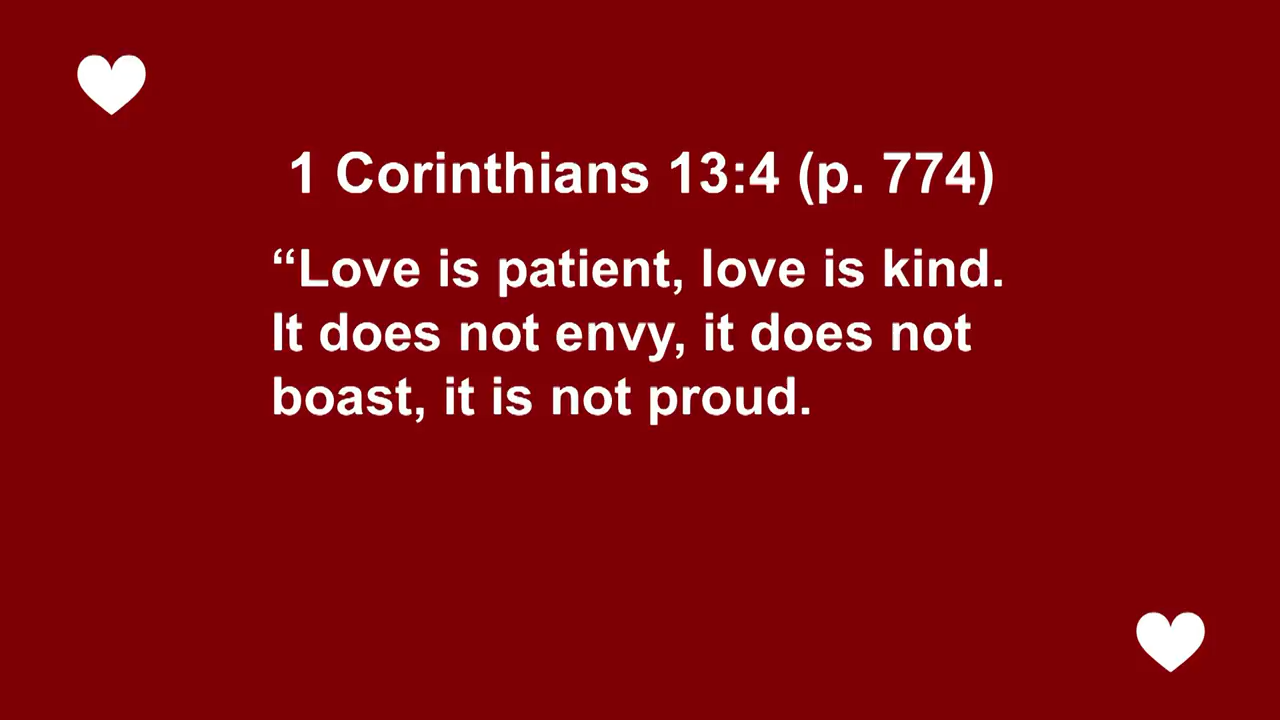 1 Corinthians 13:4 (p. 774)
“Love is patient, love is kind.
It does not envy, it does not
boast, it is not proud.